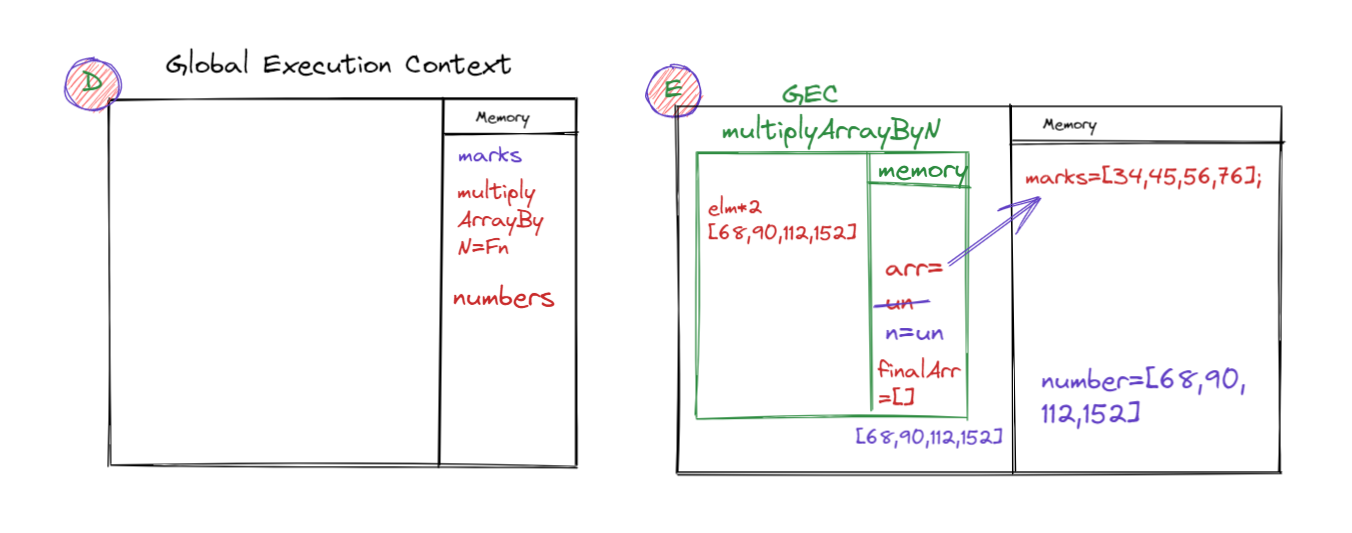 D
Global Execution Context
Memory
marks
multiply
ArrayBy
N=Fn
numbers
E
GEC
multiplyArrayByN
memory
elm*2
[68,90,112,152]
arr=
un
n=un
finalArr
=[]
[68,90,112,152]
Memory
marks=[34,45,56,76];
number=[68,90,
112,152]